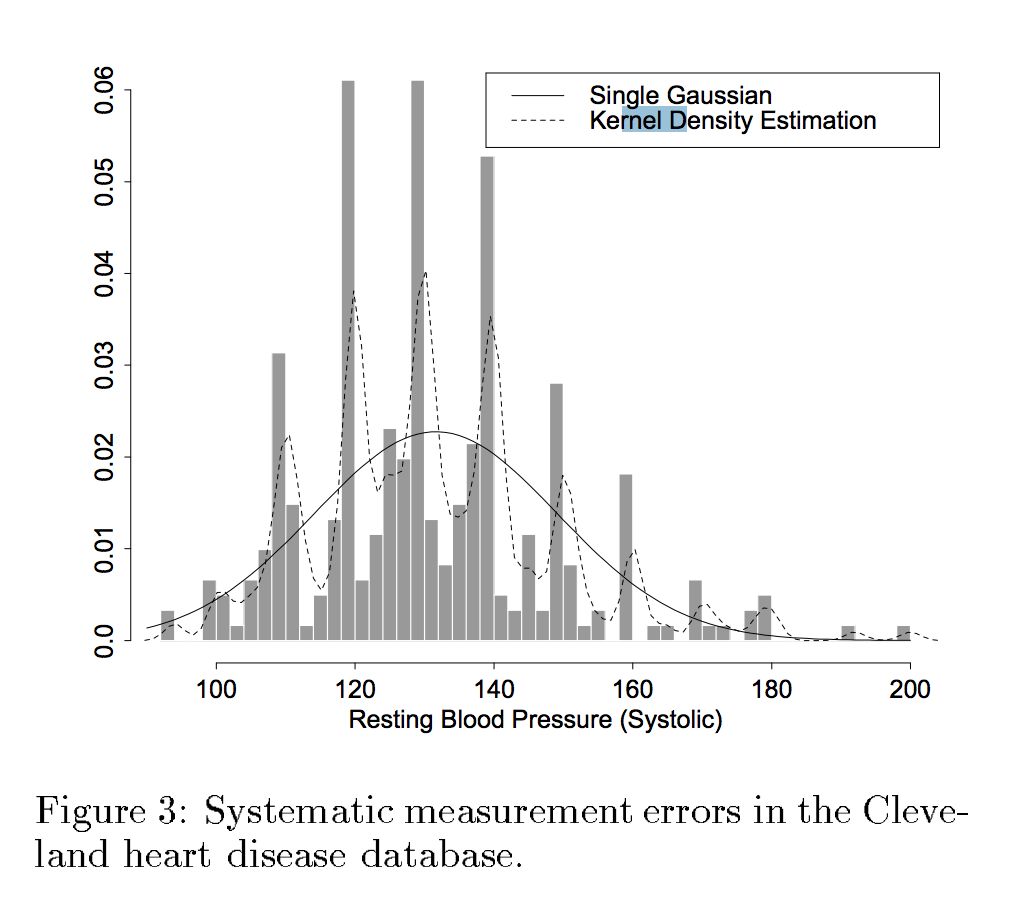 Single Gaussian
Kernel Density Estimation
0.06
0.05
0.04
0.03
0.02
0.01
0.0
100 120 140 160 180 200
Resting Blood Pressure (Systolic)
Figure 3: Systematic measurement errors in the Cleve-
land heart disease database.